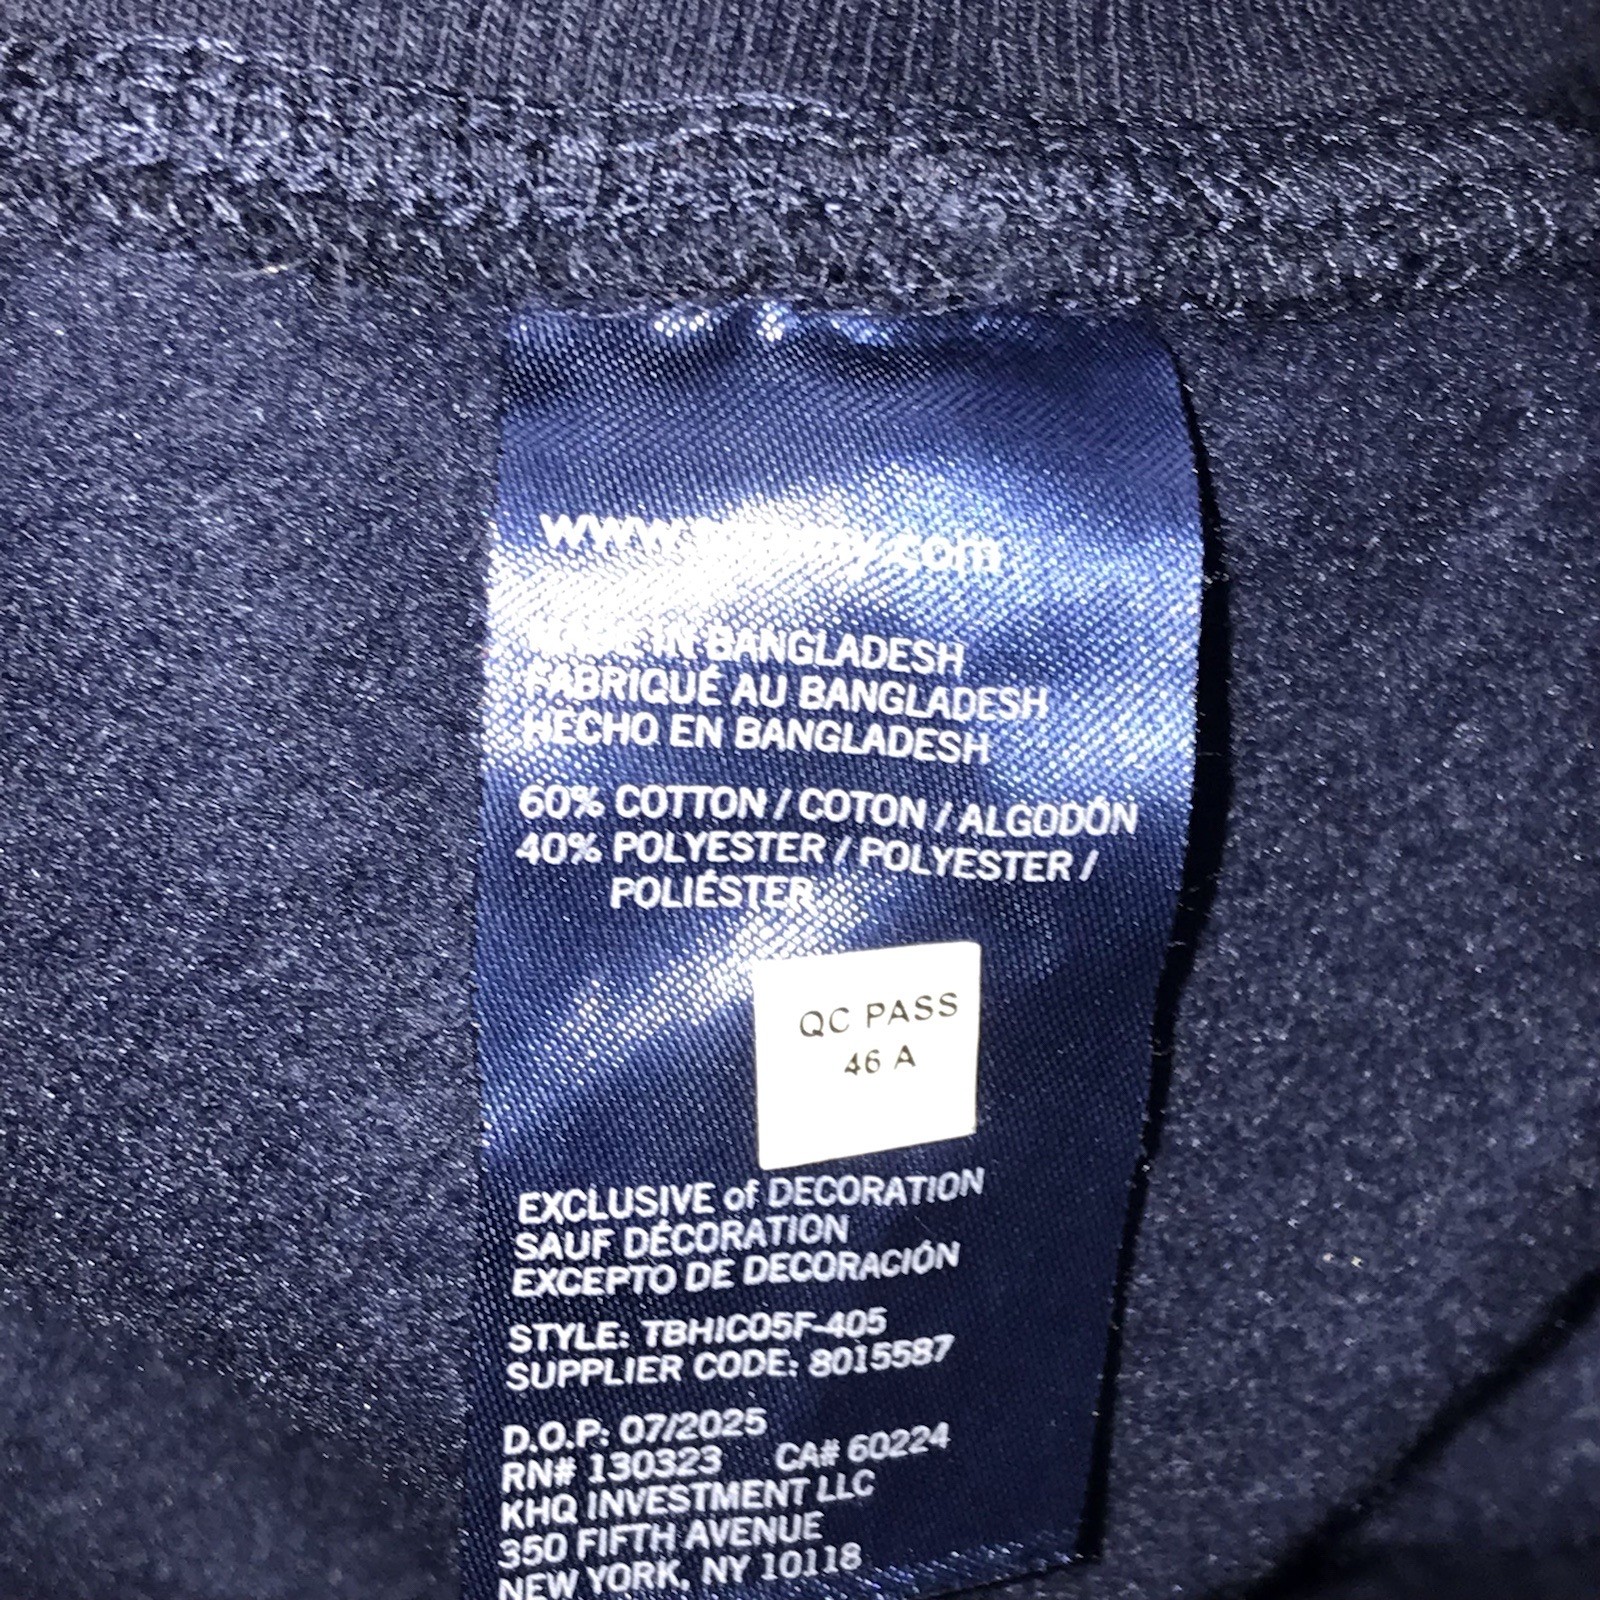 MADE IN BANGLADESH
FABRIQUÉ AU BANGLADESH
HECHO EN BANGLADESH
60% COTTON / COTON / ALGODÓN
40% POLYESTER / POLYESTER /
POLIÉSTER
QC PASS
46 A
EXCLUSIVE of DECORATION
SAUF DÉCORATION
EXCEPTO DE DECORACIÓN
STYLE: TBHIC05F-405
SUPPLIER CODE: 8015587
D.O.P: 07/2025
RN# 130323 CA# 60224
KHQ INVESTMENT LLC
350 FIFTH AVENUE
NEW YORK, NY 10118